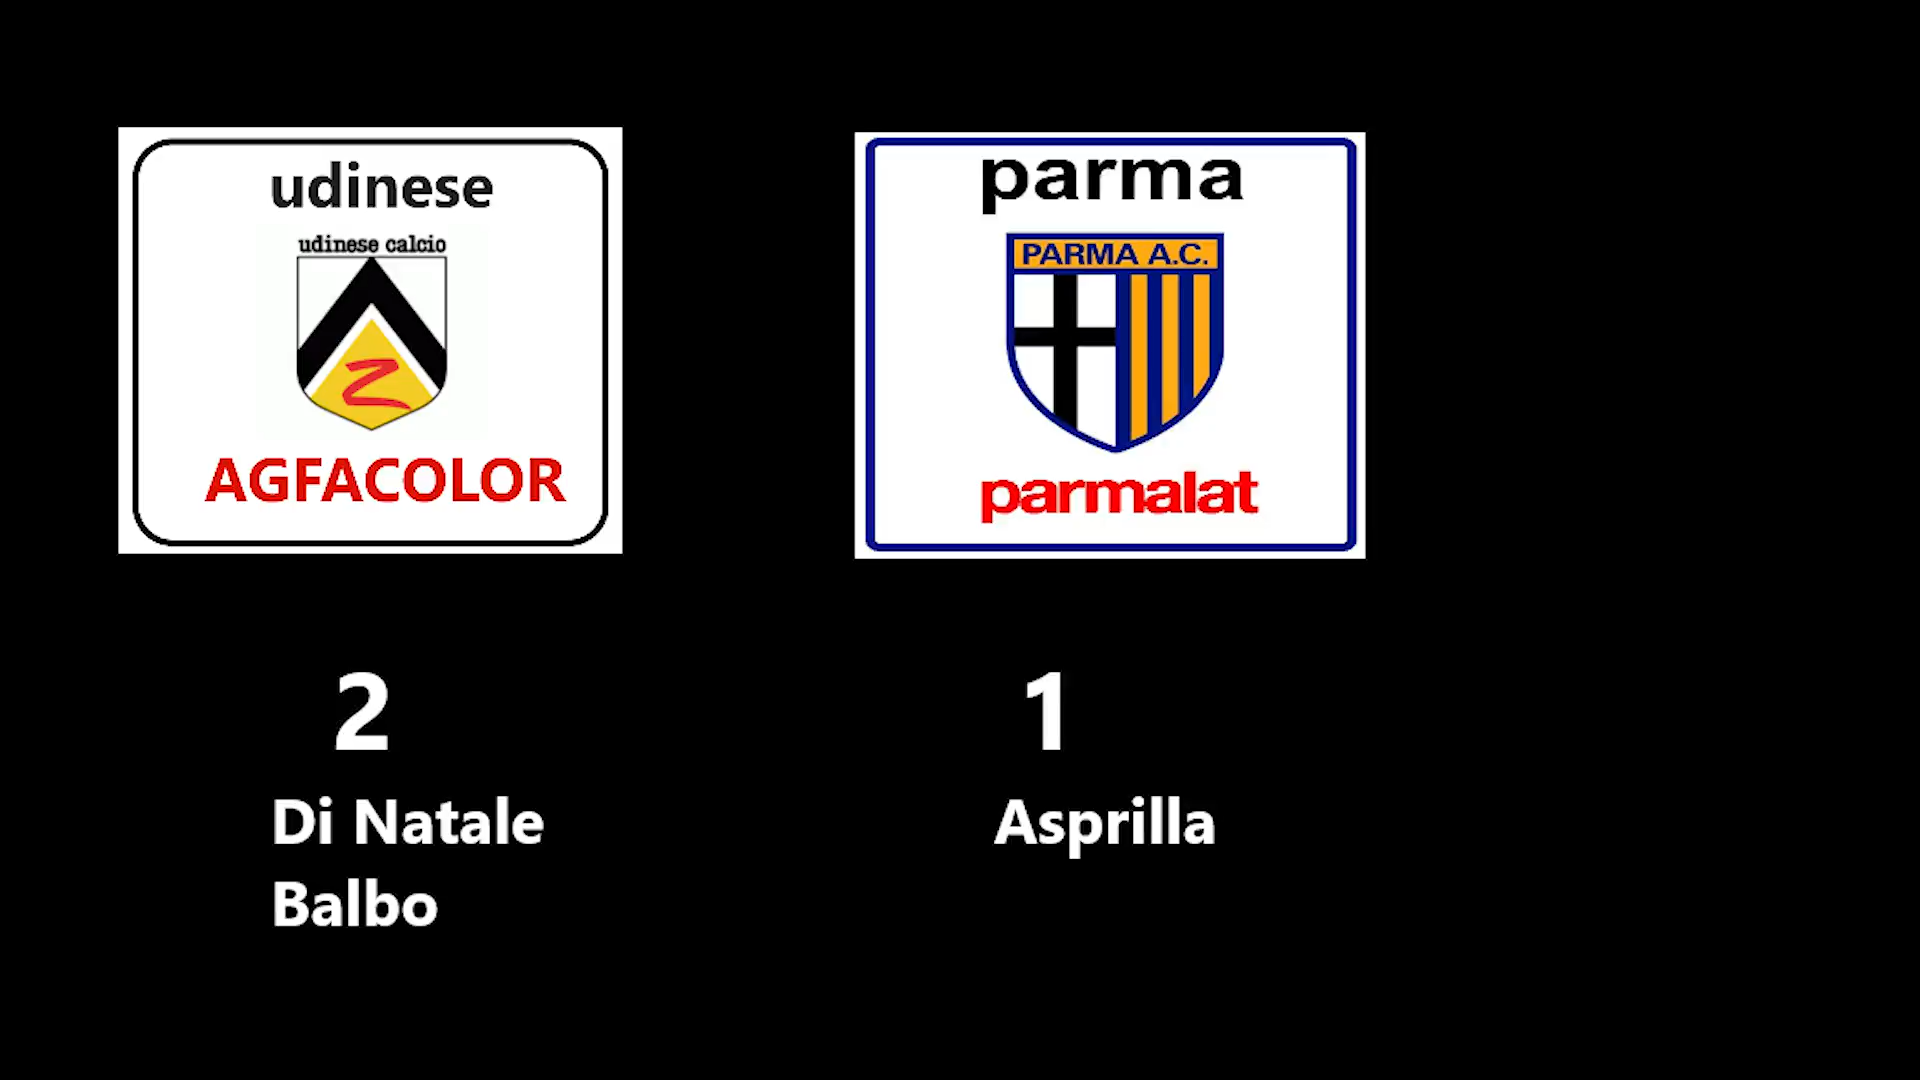 udinese
udinese calcio
Z
AGFACOLOR
2
Di Natale
Balbo
parma
PARMA A.C.
parmalat
1
Asprilla